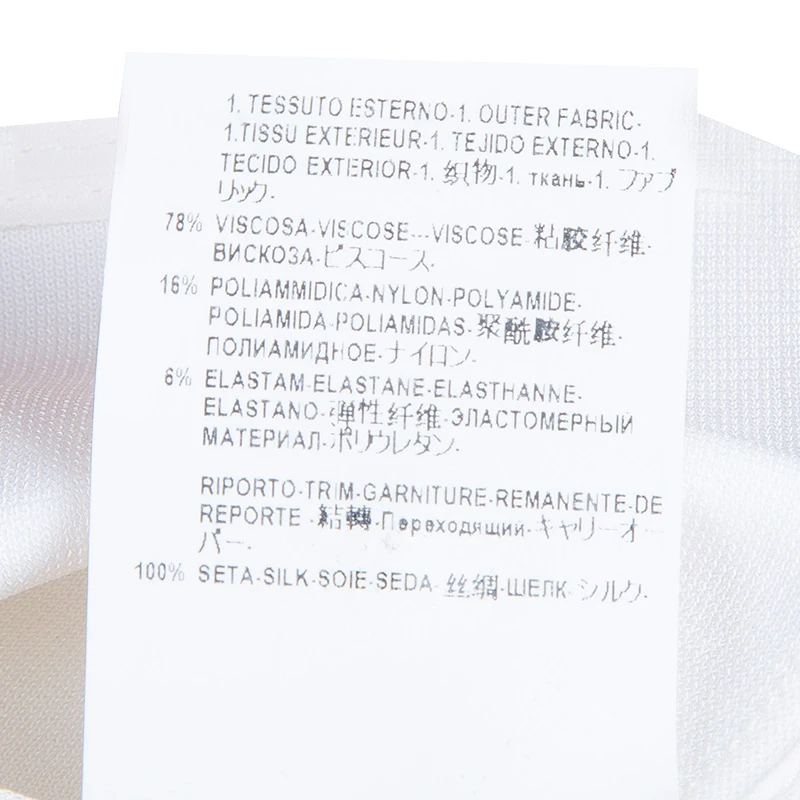 1. TESSUTO ESTERNO-1. OUTER FABRIC-
1.TISSU EXTERIEUR-1. TEJIDO EXTERNO-1.
TECIDO EXTERIOR-1. 织物-1. ткань-1. ファブ
リック.
78% VISCOSA-VISCOSE---VISCOSE-粘胶纤维-
ВИСКОЗА-ビスコース.
16% POLIAMMIDICA-NYLON-POLYAMIDE-
POLIAMIDA-POLIAMIDAS-聚酰胺纤维-
ПОЛИАМИДНОЕ-ナイロン.
6% ELASTAM-ELASTANE-ELASTHANNE-
ELASTANO-弹性纤维-ЭЛАСТОМЕРНЫЙ
МАТЕРИАЛ-ポリウレタン.
RIPORTO-TRIM-GARNITURE-REMANENTE-DE
REPORTE -結轉-Переходящий-キャリーオー
バー.
100% SETA-SILK-SOIE-SEDA-丝绸-ШЕЛК-シルク.